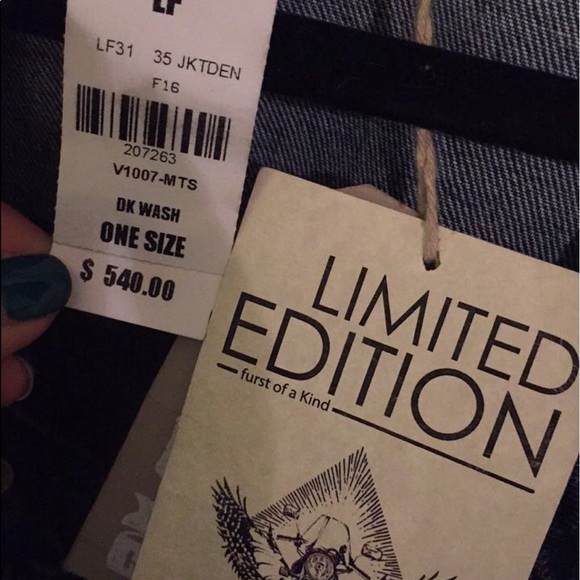 LF
LF31 35 JKTDEN
F16
207263
V1007-MTS
DK WASH
ONE SIZE
$ 540.00
LIMITED
EDITION
furst of a Kind